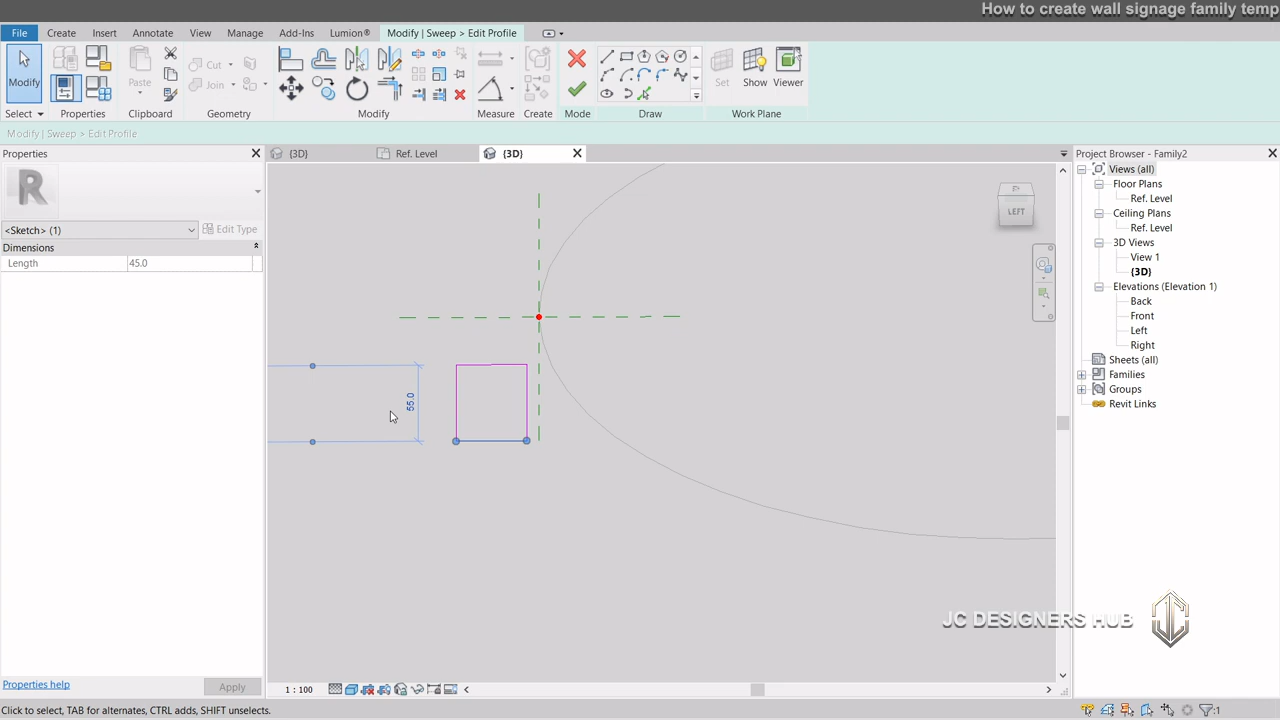 How to create wall signage family temp
File Create Insert Annotate View Manage Add-Ins Lumion® Modify | Sweep > Edit Profile
Modify Cut Join Paste Set Show Viewer
Select Properties Clipboard Geometry Modify Measure Create Mode Draw Work Plane
Modify | Sweep > Edit Profile
Properties {3D} Ref. Level {3D} Project Browser - Family2
R
<Sketch> (1) Edit Type
Dimensions
Length 45.0
LEFT
55.0
Views (all)
Floor Plans
Ref. Level
Ceiling Plans
Ref. Level
3D Views
View 1
{3D}
Elevations (Elevation 1)
Back
Front
Left
Right
Sheets (all)
Families
Groups
Revit Links
JC DESIGNERS HUB
Properties help Apply 1 : 100
Click to select, TAB for alternates, CTRL adds, SHIFT unselects. :1